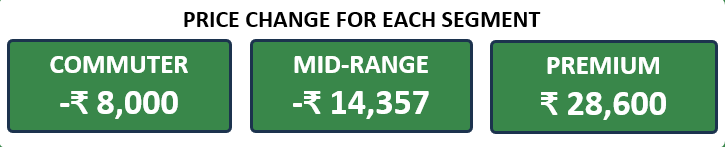 PRICE CHANGE FOR EACH SEGMENT
COMMUTER
-₹ 8,000
MID-RANGE
-₹ 14,357
PREMIUM
₹ 28,600